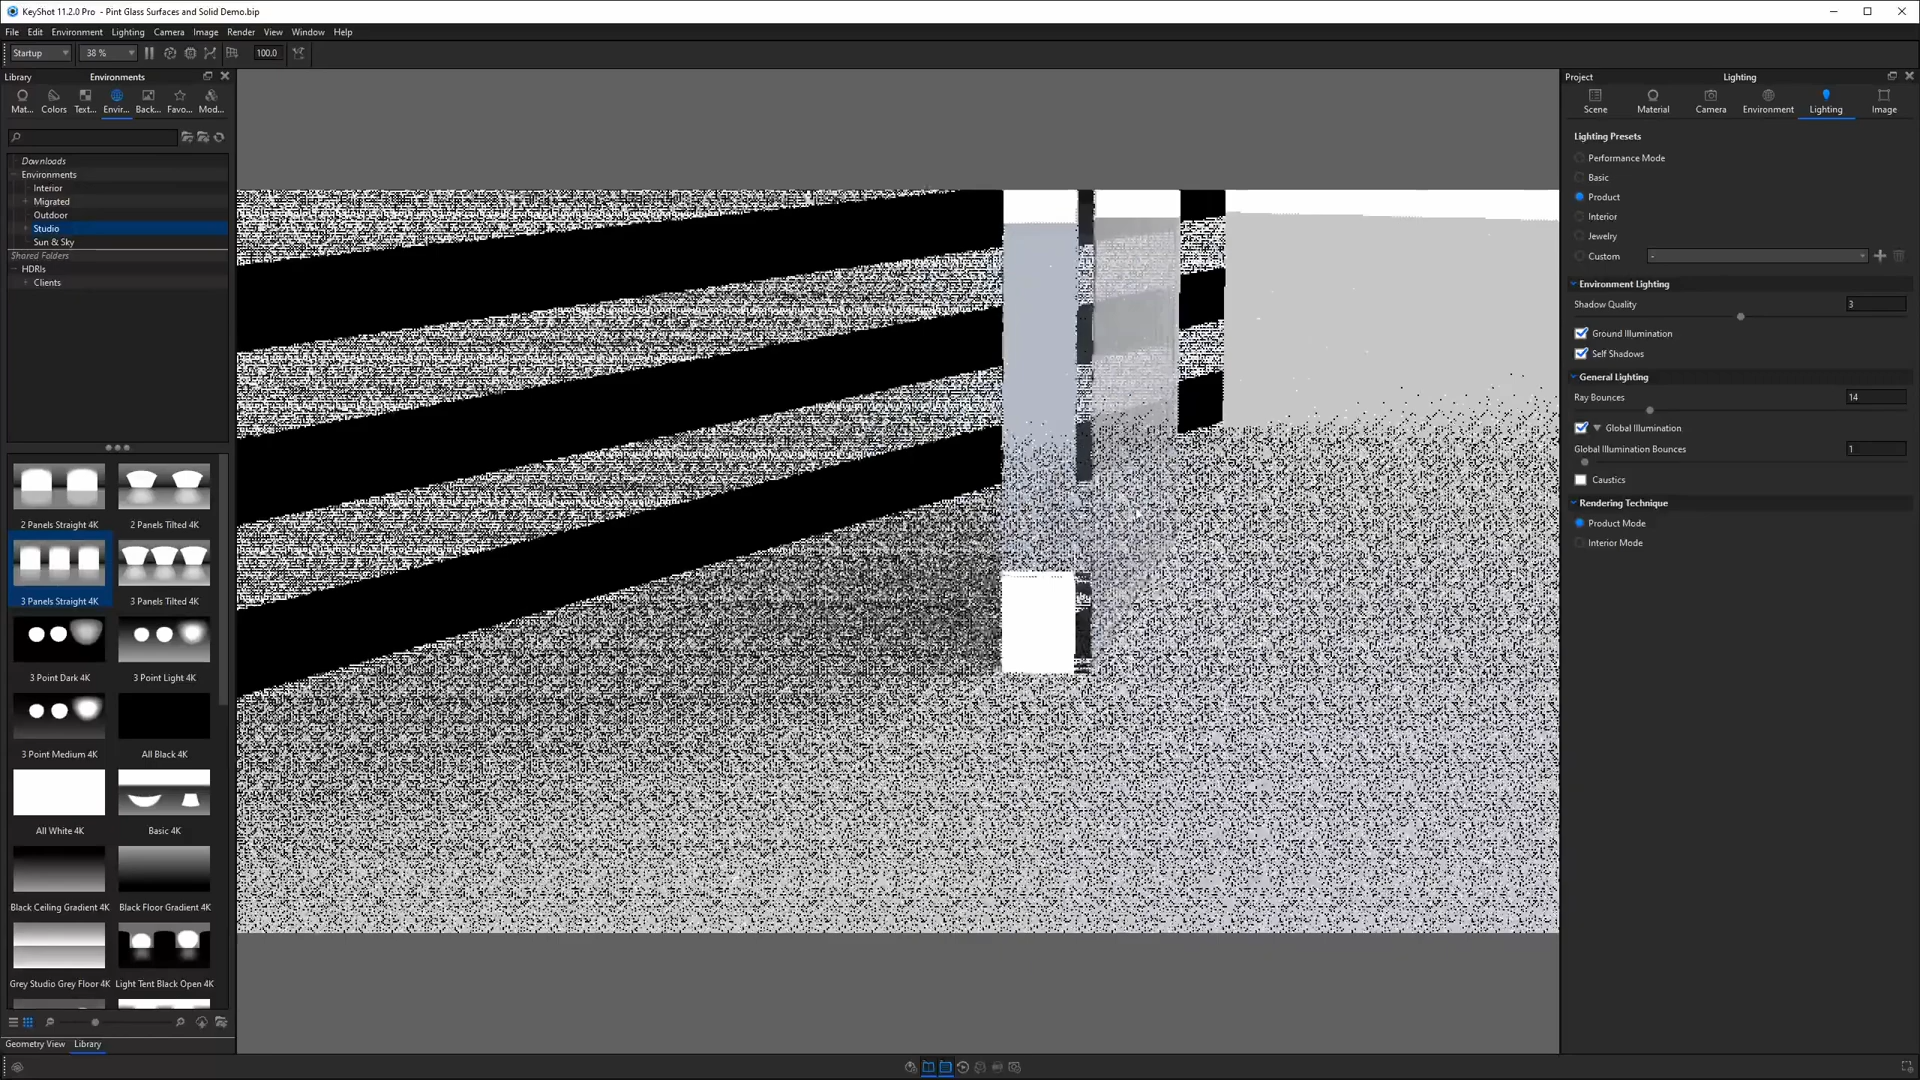 KeyShot 11.2.0 Pro - Pint Glass Surfaces and Solid Demo.bip
File Edit Environment Lighting Camera Image Render View Window Help
Startup 38 % 100.0
Library Environments
Mat... Colors Text... Envir... Back... Favo... Mod...
Downloads
Environments
Interior
Migrated
Outdoor
Studio
Sun & Sky
Shared Folders
HDRIs
Clients
2 Panels Straight 4K 2 Panels Tilted 4K
3 Panels Straight 4K 3 Panels Tilted 4K
3 Point Dark 4K 3 Point Light 4K
3 Point Medium 4K All Black 4K
All White 4K Basic 4K
Black Ceiling Gradient 4K Black Floor Gradient 4K
Grey Studio Grey Floor 4K Light Tent Black Open 4K
Geometry View Library
Project Lighting
Scene Material Camera Environment Lighting Image
Lighting Presets
Performance Mode
Basic
Product
Interior
Jewelry
Custom -
Environment Lighting
Shadow Quality 3
Ground Illumination
Self Shadows
General Lighting
Ray Bounces 14
Global Illumination
Global Illumination Bounces 1
Caustics
Rendering Technique
Product Mode
Interior Mode